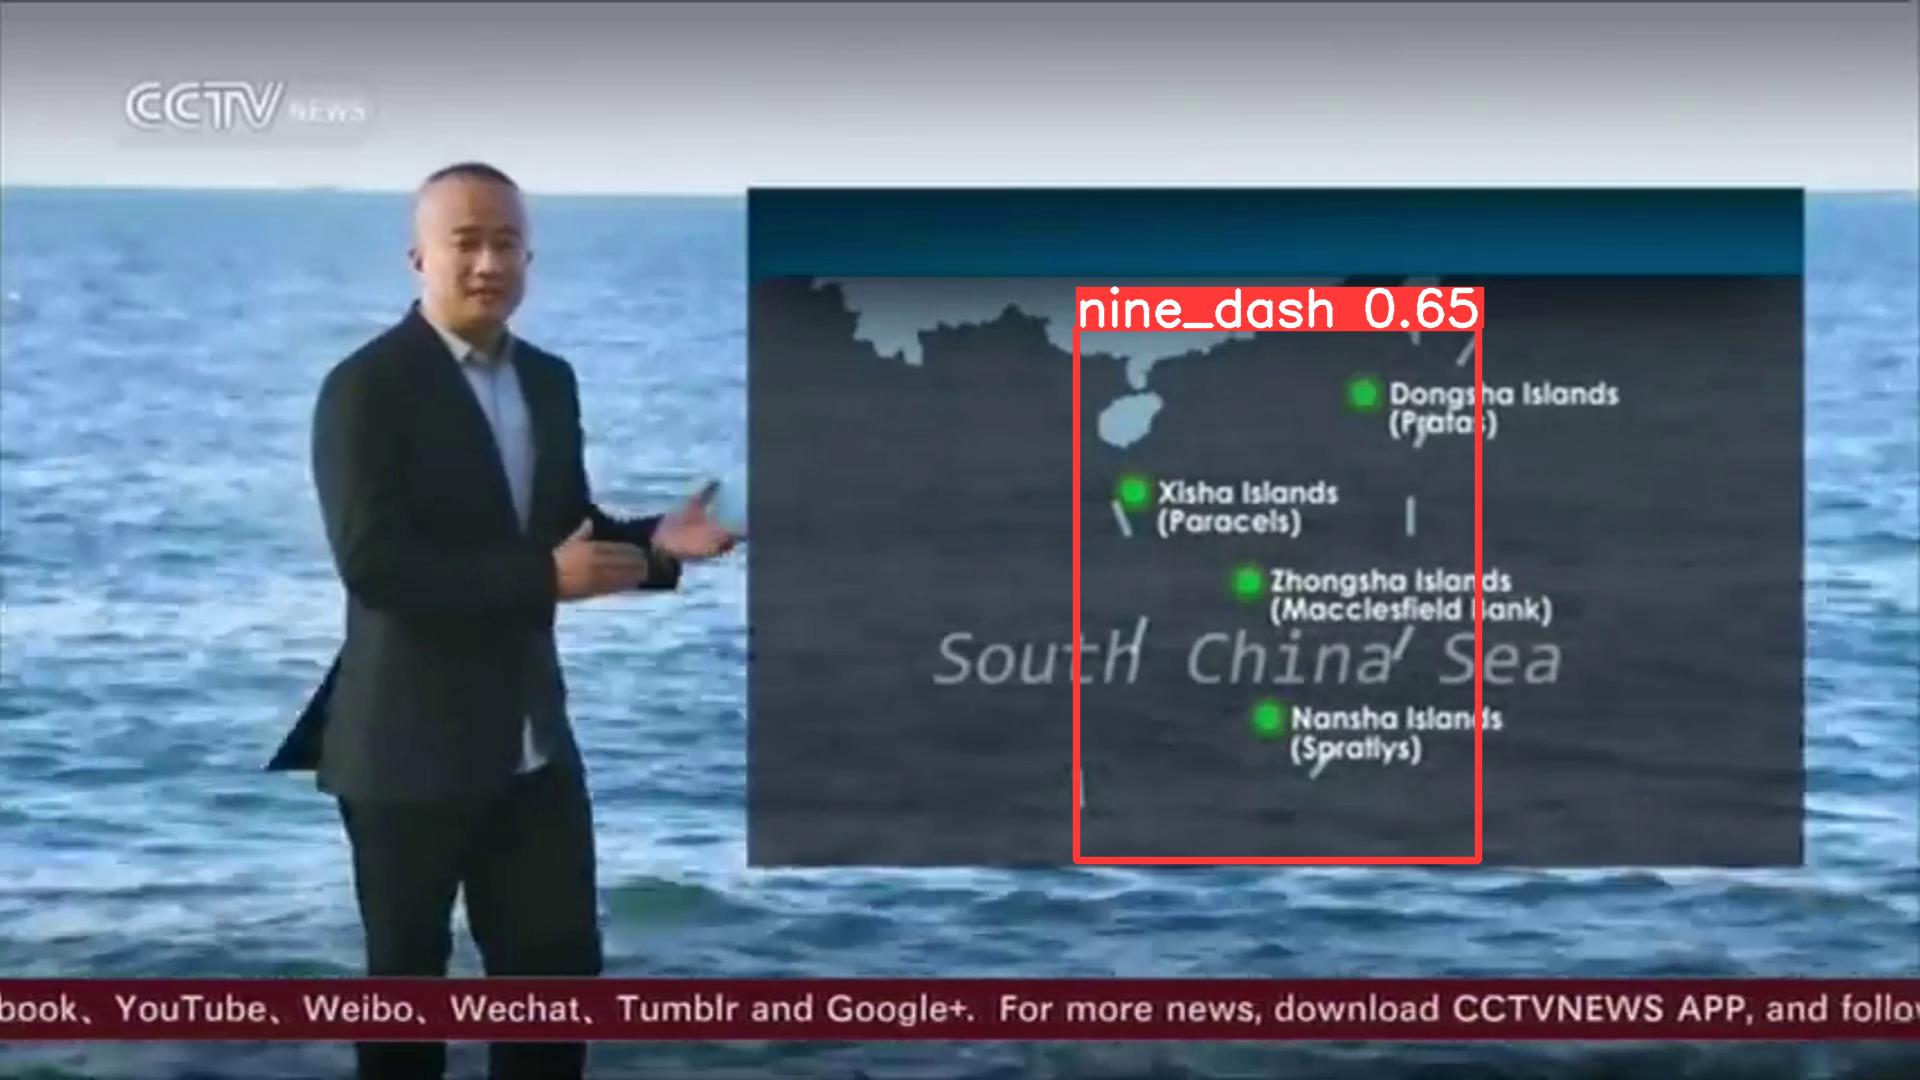 CCTV NEWS
nine_dash 0.65
Dongsha Islands
(Pratas)
Xisha Islands
(Paracels)
Zhongsha Islands
(Macclesfield Bank)
South China Sea
Nansha Islands
(Spratlys)
book、YouTube、Weibo、Wechat、Tumblr and Google+. For more news, download CCTVNEWS APP, and follow